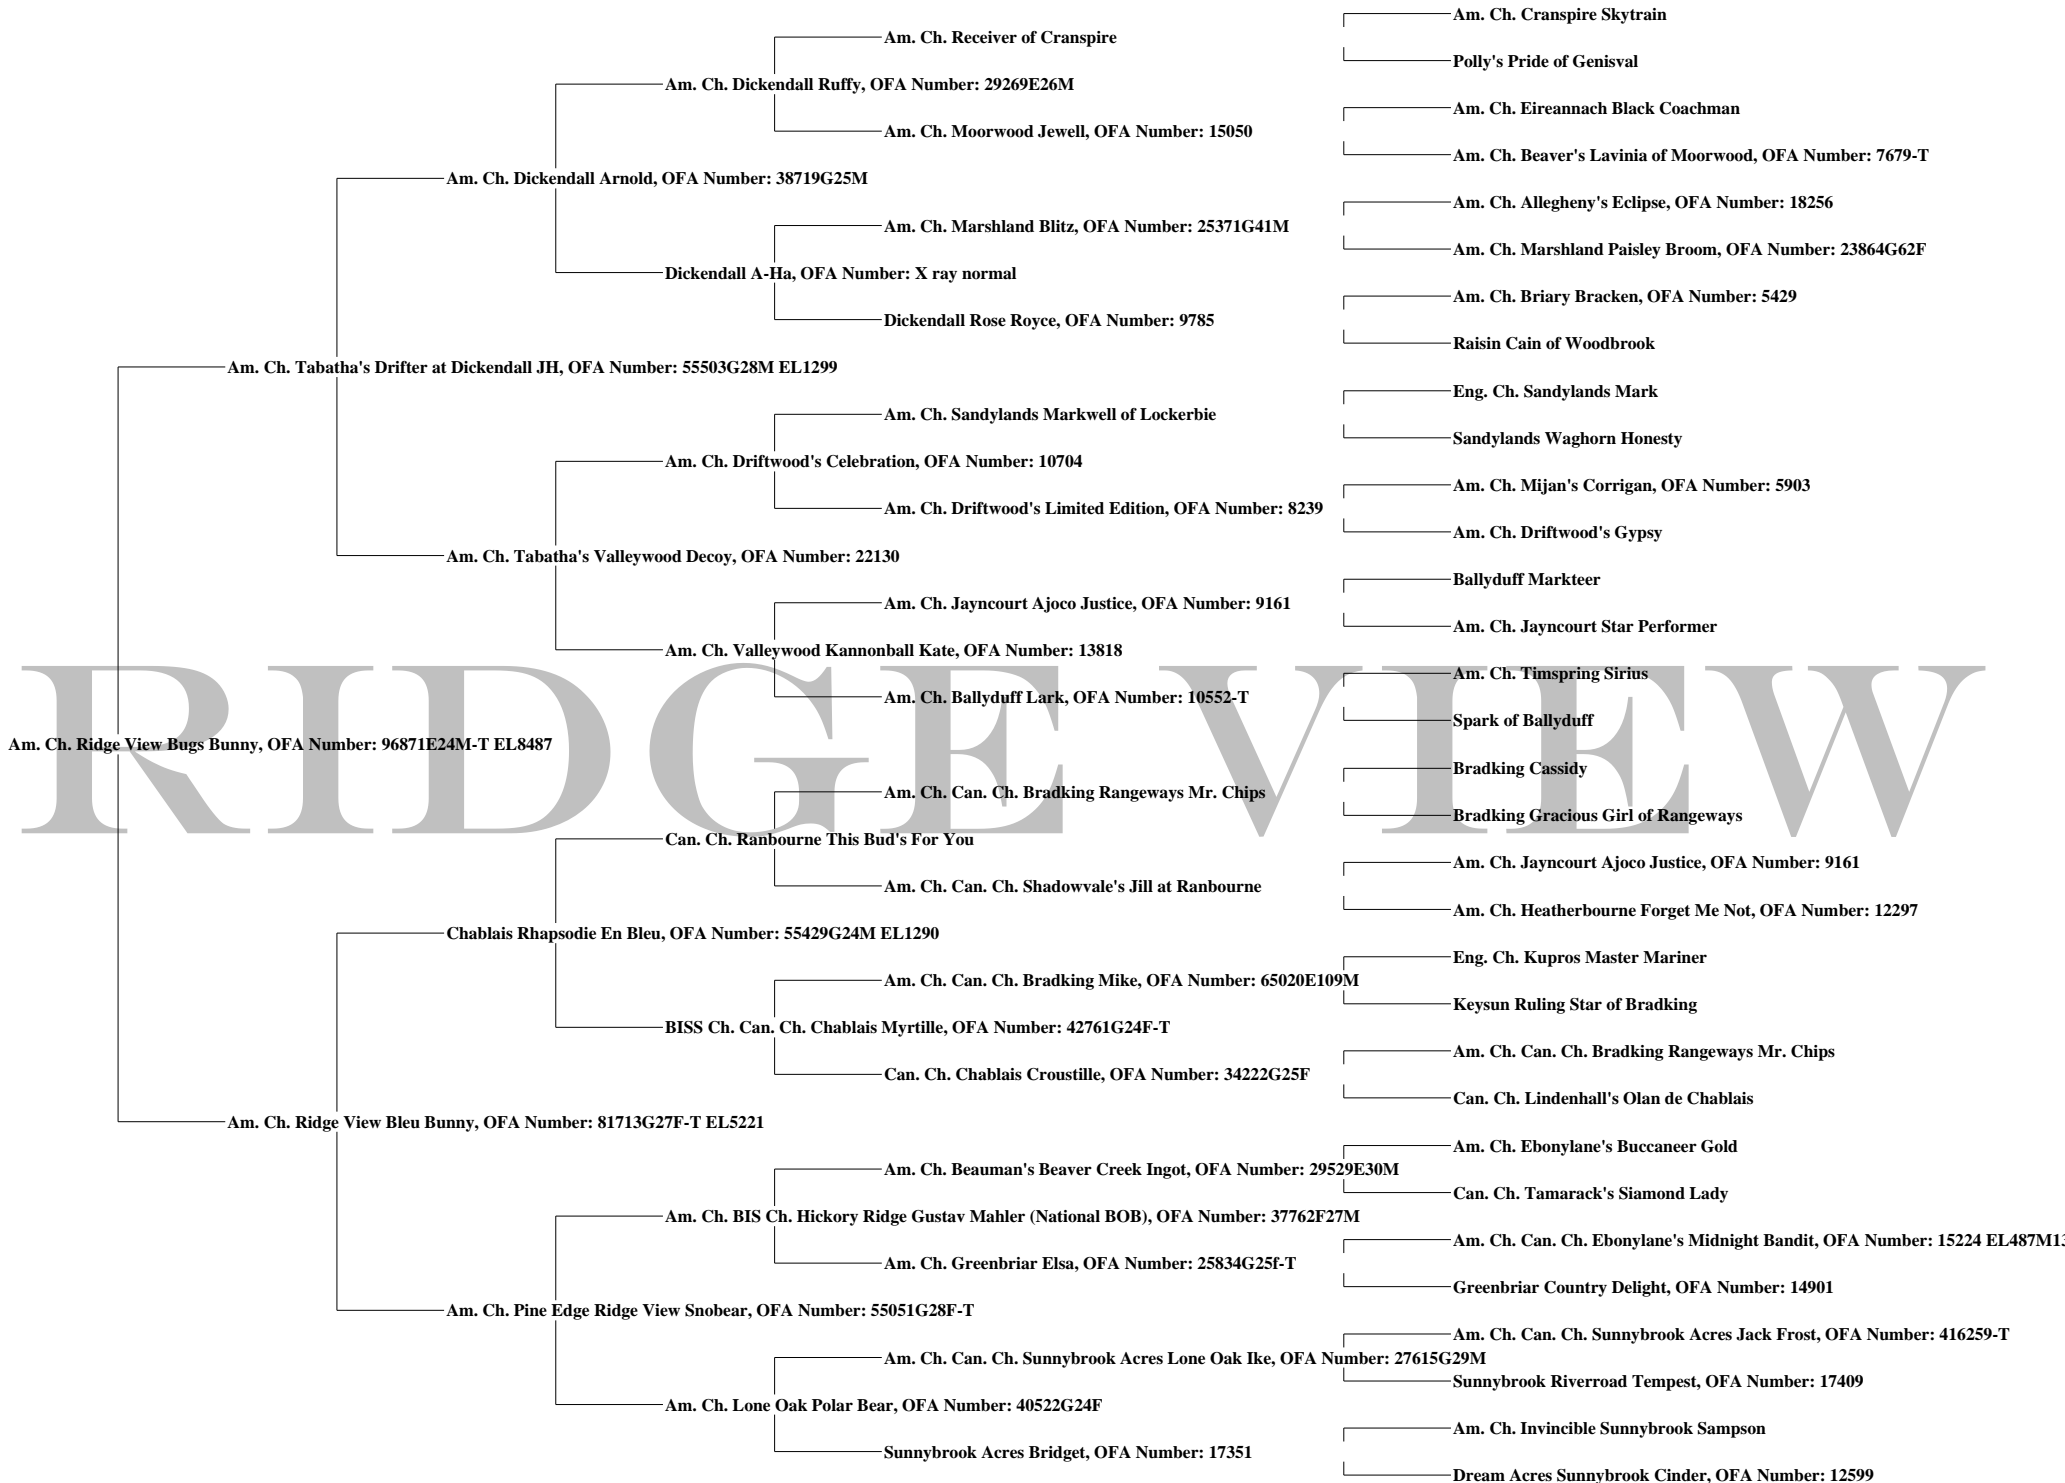 Am. Ch. Cranspire Skytrain
Am. Ch. Receiver of Cranspire
Polly's Pride of Genisval
Am. Ch. Dickendall Ruffy, OFA Number: 29269E26M
Am. Ch. Eireannach Black Coachman
Am. Ch. Moorwood Jewell, OFA Number: 15050
Am. Ch. Beaver's Lavinia of Moorwood, OFA Number: 7679-T
Am. Ch. Dickendall Arnold, OFA Number: 38719G25M
Am. Ch. Allegheny's Eclipse, OFA Number: 18256
Am. Ch. Marshland Blitz, OFA Number: 25371G41M
Am. Ch. Marshland Paisley Broom, OFA Number: 23864G62F
Dickendall A-Ha, OFA Number: X ray normal
Am. Ch. Briary Bracken, OFA Number: 5429
Dickendall Rose Royce, OFA Number: 9785
Raisin Cain of Woodbrook
Am. Ch. Tabatha's Drifter at Dickendall JH, OFA Number: 55503G28M EL1299
Eng. Ch. Sandylands Mark
Am. Ch. Sandylands Markwell of Lockerbie
Sandylands Waghorn Honesty
Am. Ch. Driftwood's Celebration, OFA Number: 10704
Am. Ch. Mijan's Corrigan, OFA Number: 5903
Am. Ch. Driftwood's Limited Edition, OFA Number: 8239
Am. Ch. Driftwood's Gypsy
Am. Ch. Tabatha's Valleywood Decoy, OFA Number: 22130
Ballyduff Markteer
Am. Ch. Jayncourt Ajoco Justice, OFA Number: 9161
Am. Ch. Jayncourt Star Performer
Am. Ch. Valleywood Kannonball Kate, OFA Number: 13818
Am. Ch. Timspring Sirius
Am. Ch. Ballyduff Lark, OFA Number: 10552-T
Spark of Ballyduff
Am. Ch. Ridge View Bugs Bunny, OFA Number: 96871E24M-T EL8487
RIDGE VIEW
Bradking Cassidy
Am. Ch. Can. Ch. Bradking Rangeways Mr. Chips
Bradking Gracious Girl of Rangeways
Can. Ch. Ranbourne This Bud's For You
Am. Ch. Jayncourt Ajoco Justice, OFA Number: 9161
Am. Ch. Can. Ch. Shadowvale's Jill at Ranbourne
Am. Ch. Heatherbourne Forget Me Not, OFA Number: 12297
Chablais Rhapsodie En Bleu, OFA Number: 55429G24M EL1290
Eng. Ch. Kupros Master Mariner
Am. Ch. Can. Ch. Bradking Mike, OFA Number: 65020E109M
Keysun Ruling Star of Bradking
BISS Ch. Can. Ch. Chablais Myrtille, OFA Number: 42761G24F-T
Am. Ch. Can. Ch. Bradking Rangeways Mr. Chips
Can. Ch. Chablais Croustille, OFA Number: 34222G25F
Can. Ch. Lindenhall's Olan de Chablais
Am. Ch. Ridge View Bleu Bunny, OFA Number: 81713G27F-T EL5221
Am. Ch. Ebonylane's Buccaneer Gold
Am. Ch. Beauman's Beaver Creek Ingot, OFA Number: 29529E30M
Can. Ch. Tamarack's Siamond Lady
Am. Ch. BIS Ch. Hickory Ridge Gustav Mahler (National BOB), OFA Number: 37762F27M
Am. Ch. Can. Ch. Ebonylane's Midnight Bandit, OFA Number: 15224 EL487M13
Am. Ch. Greenbriar Elsa, OFA Number: 25834G25f-T
Greenbriar Country Delight, OFA Number: 14901
Am. Ch. Pine Edge Ridge View Snobear, OFA Number: 55051G28F-T
Am. Ch. Can. Ch. Sunnybrook Acres Jack Frost, OFA Number: 416259-T
Am. Ch. Can. Ch. Sunnybrook Acres Lone Oak Ike, OFA Number: 27615G29M
Sunnybrook Riverroad Tempest, OFA Number: 17409
Am. Ch. Lone Oak Polar Bear, OFA Number: 40522G24F
Am. Ch. Invincible Sunnybrook Sampson
Sunnybrook Acres Bridget, OFA Number: 17351
Dream Acres Sunnybrook Cinder, OFA Number: 12599